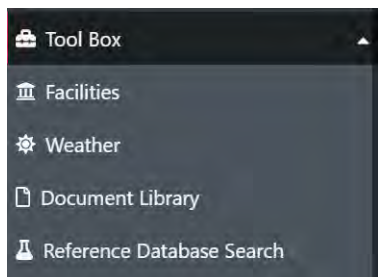 Tool Box
Facilities
Weather
Document Library
Reference Database Search